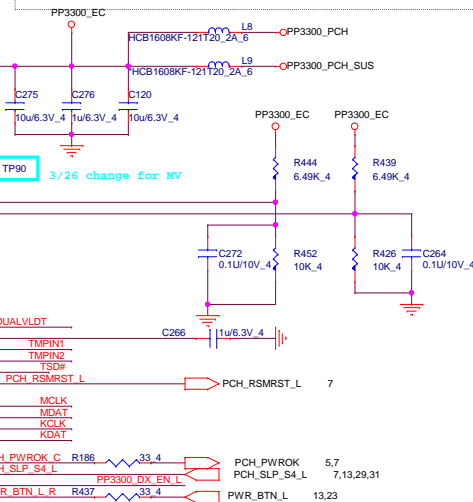 PP3300_EC
L8
HCB1608KF-121T20_2A_6
PP3300_PCH
L9
HCB1608KF-121T20_2A_6
PP3300_PCH_SUS
C275
C276
C120
10u/6.3V_4
1u/6.3V_4
10u/6.3V_4
PP3300_EC
PP3300_EC
TP90
3/26 change for MV
R444
6.49K_4
R439
6.49K_4
C272
0.1U/10V_4
R452
10K_4
R426
10K_4
C264
0.1U/10V_4
DUALVLDT
C266
1u/6.3V_4
TMPIN1
TMPIN2
TSD#
PCH_RSMRST_L
PCH_RSMRST_L 7
MCLK
MDAT
KCLK
KDAT
H_PWROK_C R186 33_4 PCH_PWROK 5,7
H_SLP_S4_L PCH_SLP_S4_L 7,13,29,31
PP3300_DX_EN_L
R_BTN_L_R R437 33_4 PWR_BTN_L 13,23